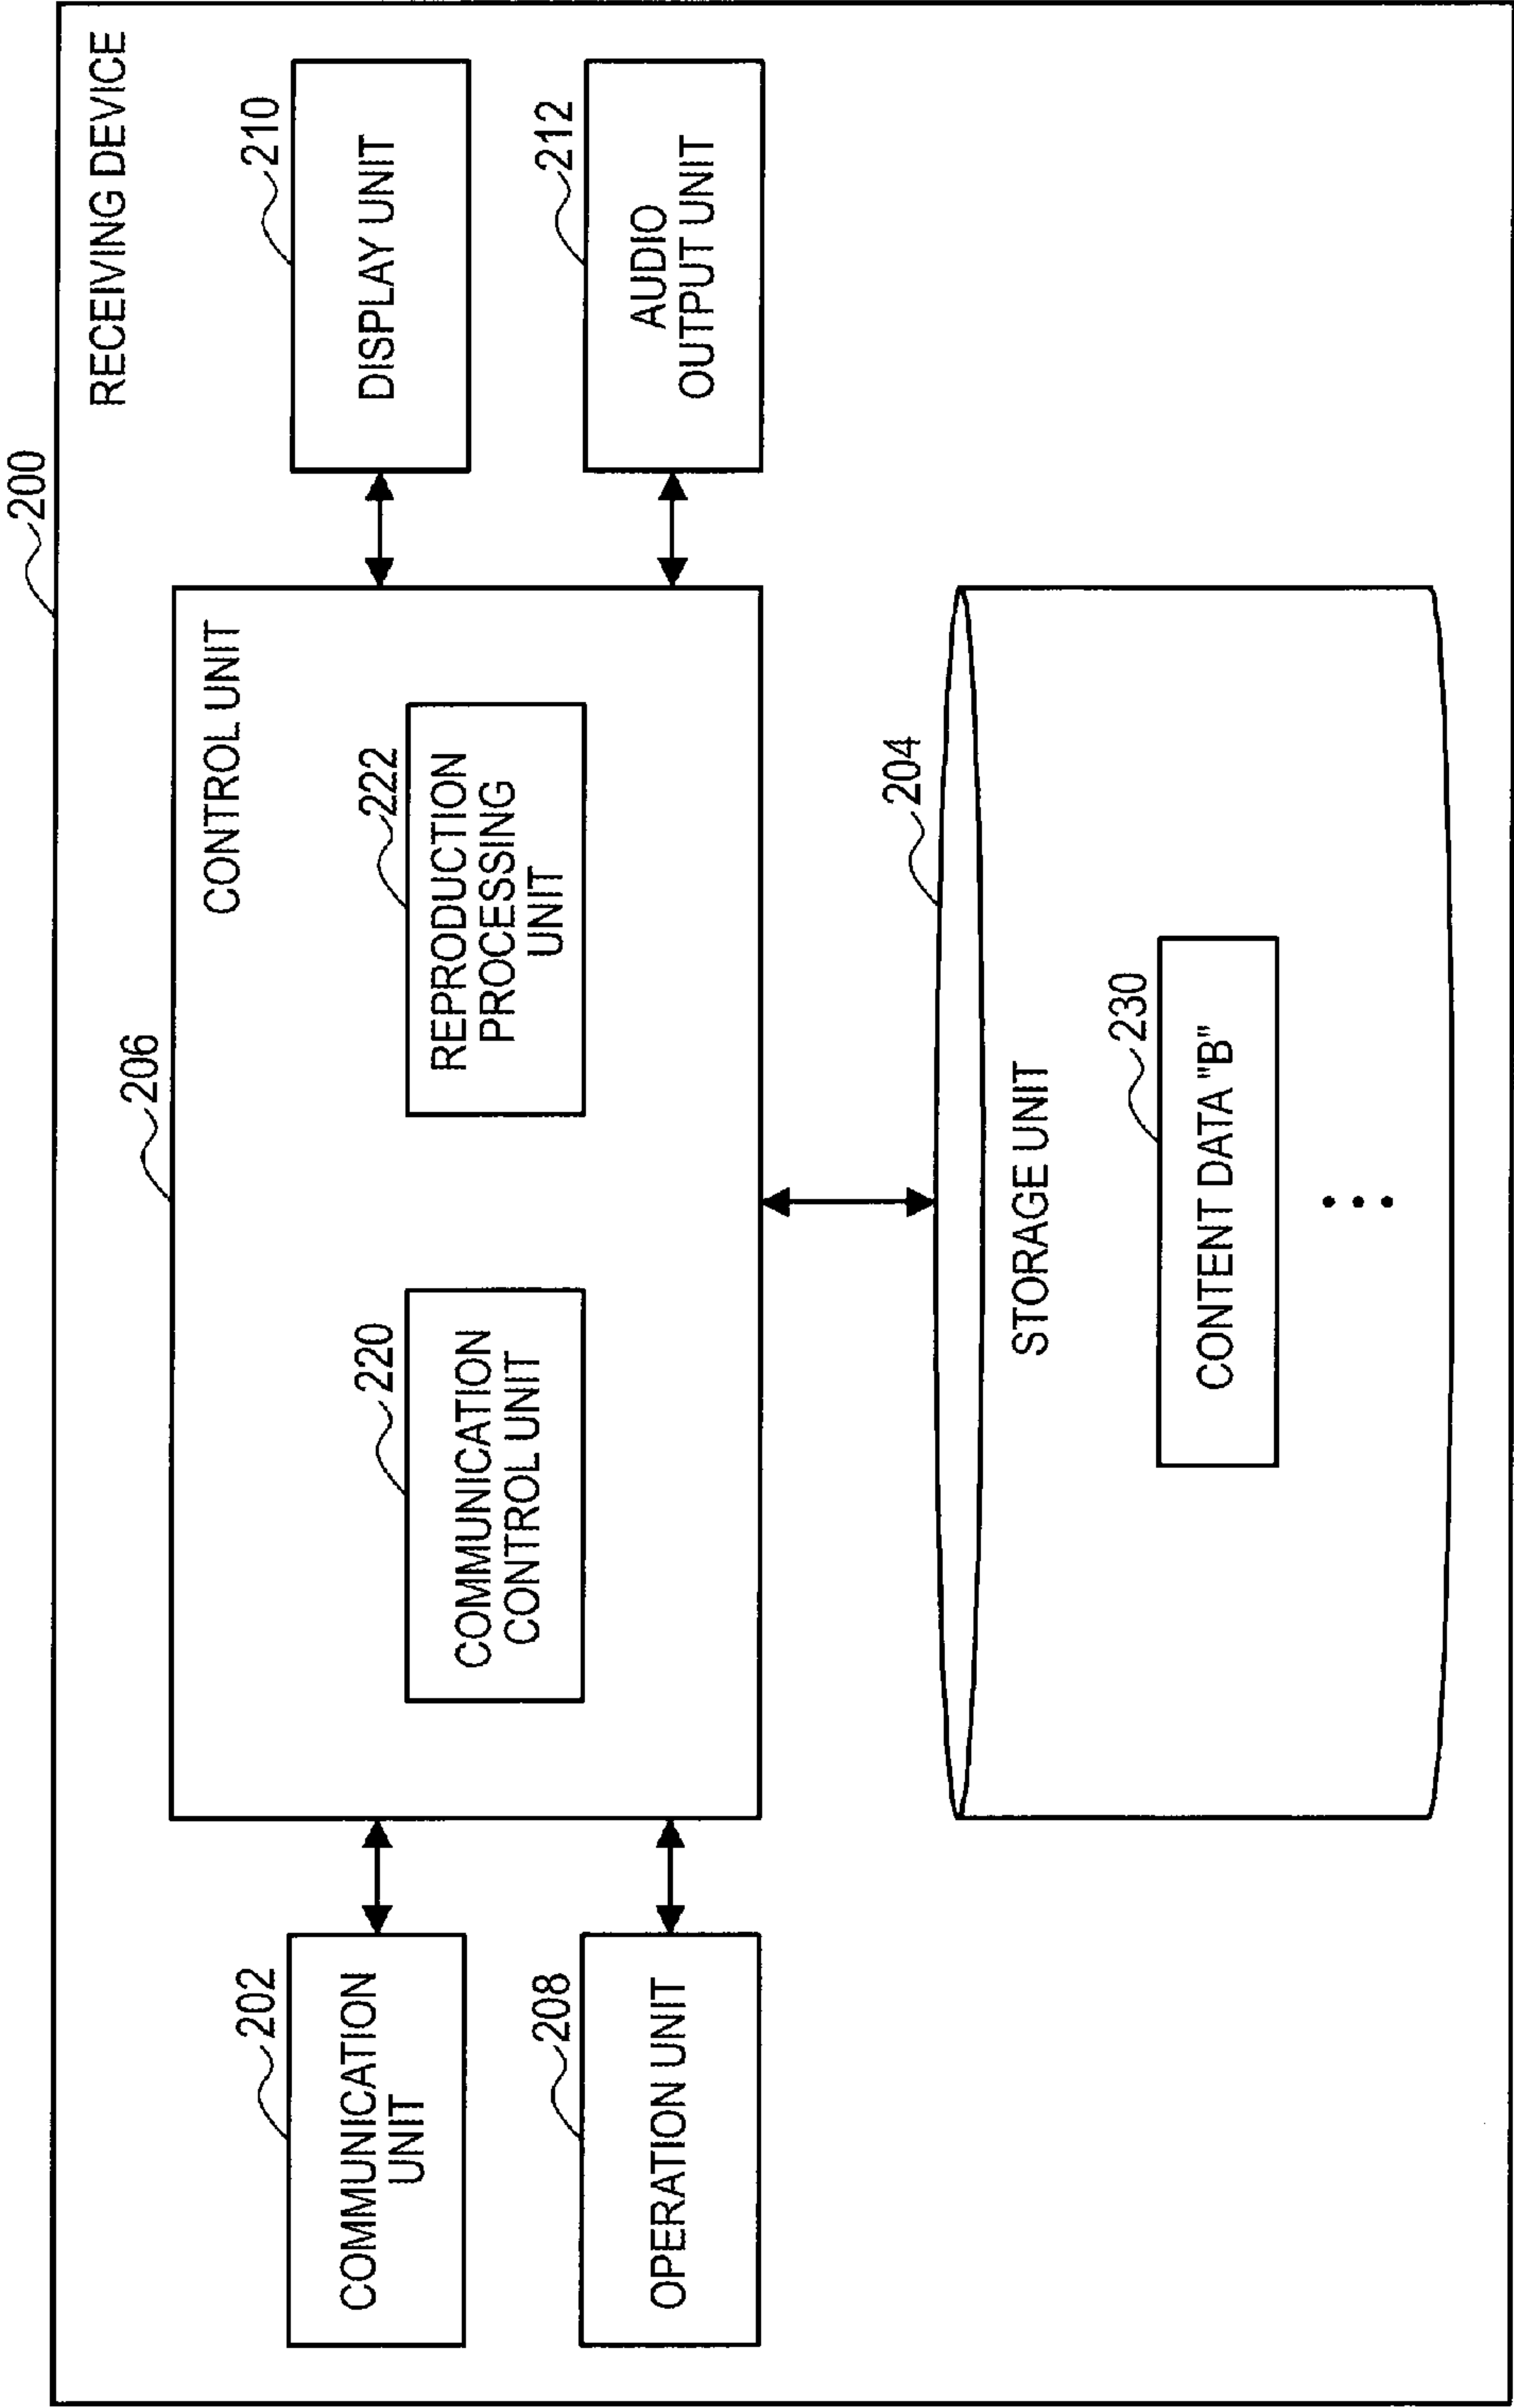 200
RECEIVING DEVICE
206
CONTROL UNIT
202
COMMUNICATION
UNIT
220
COMMUNICATION
CONTROL UNIT
222
REPRODUCTION
PROCESSING
UNIT
210
DISPLAY UNIT
208
OPERATION UNIT
212
AUDIO
OUTPUT UNIT
204
STORAGE UNIT
230
CONTENT DATA "B"